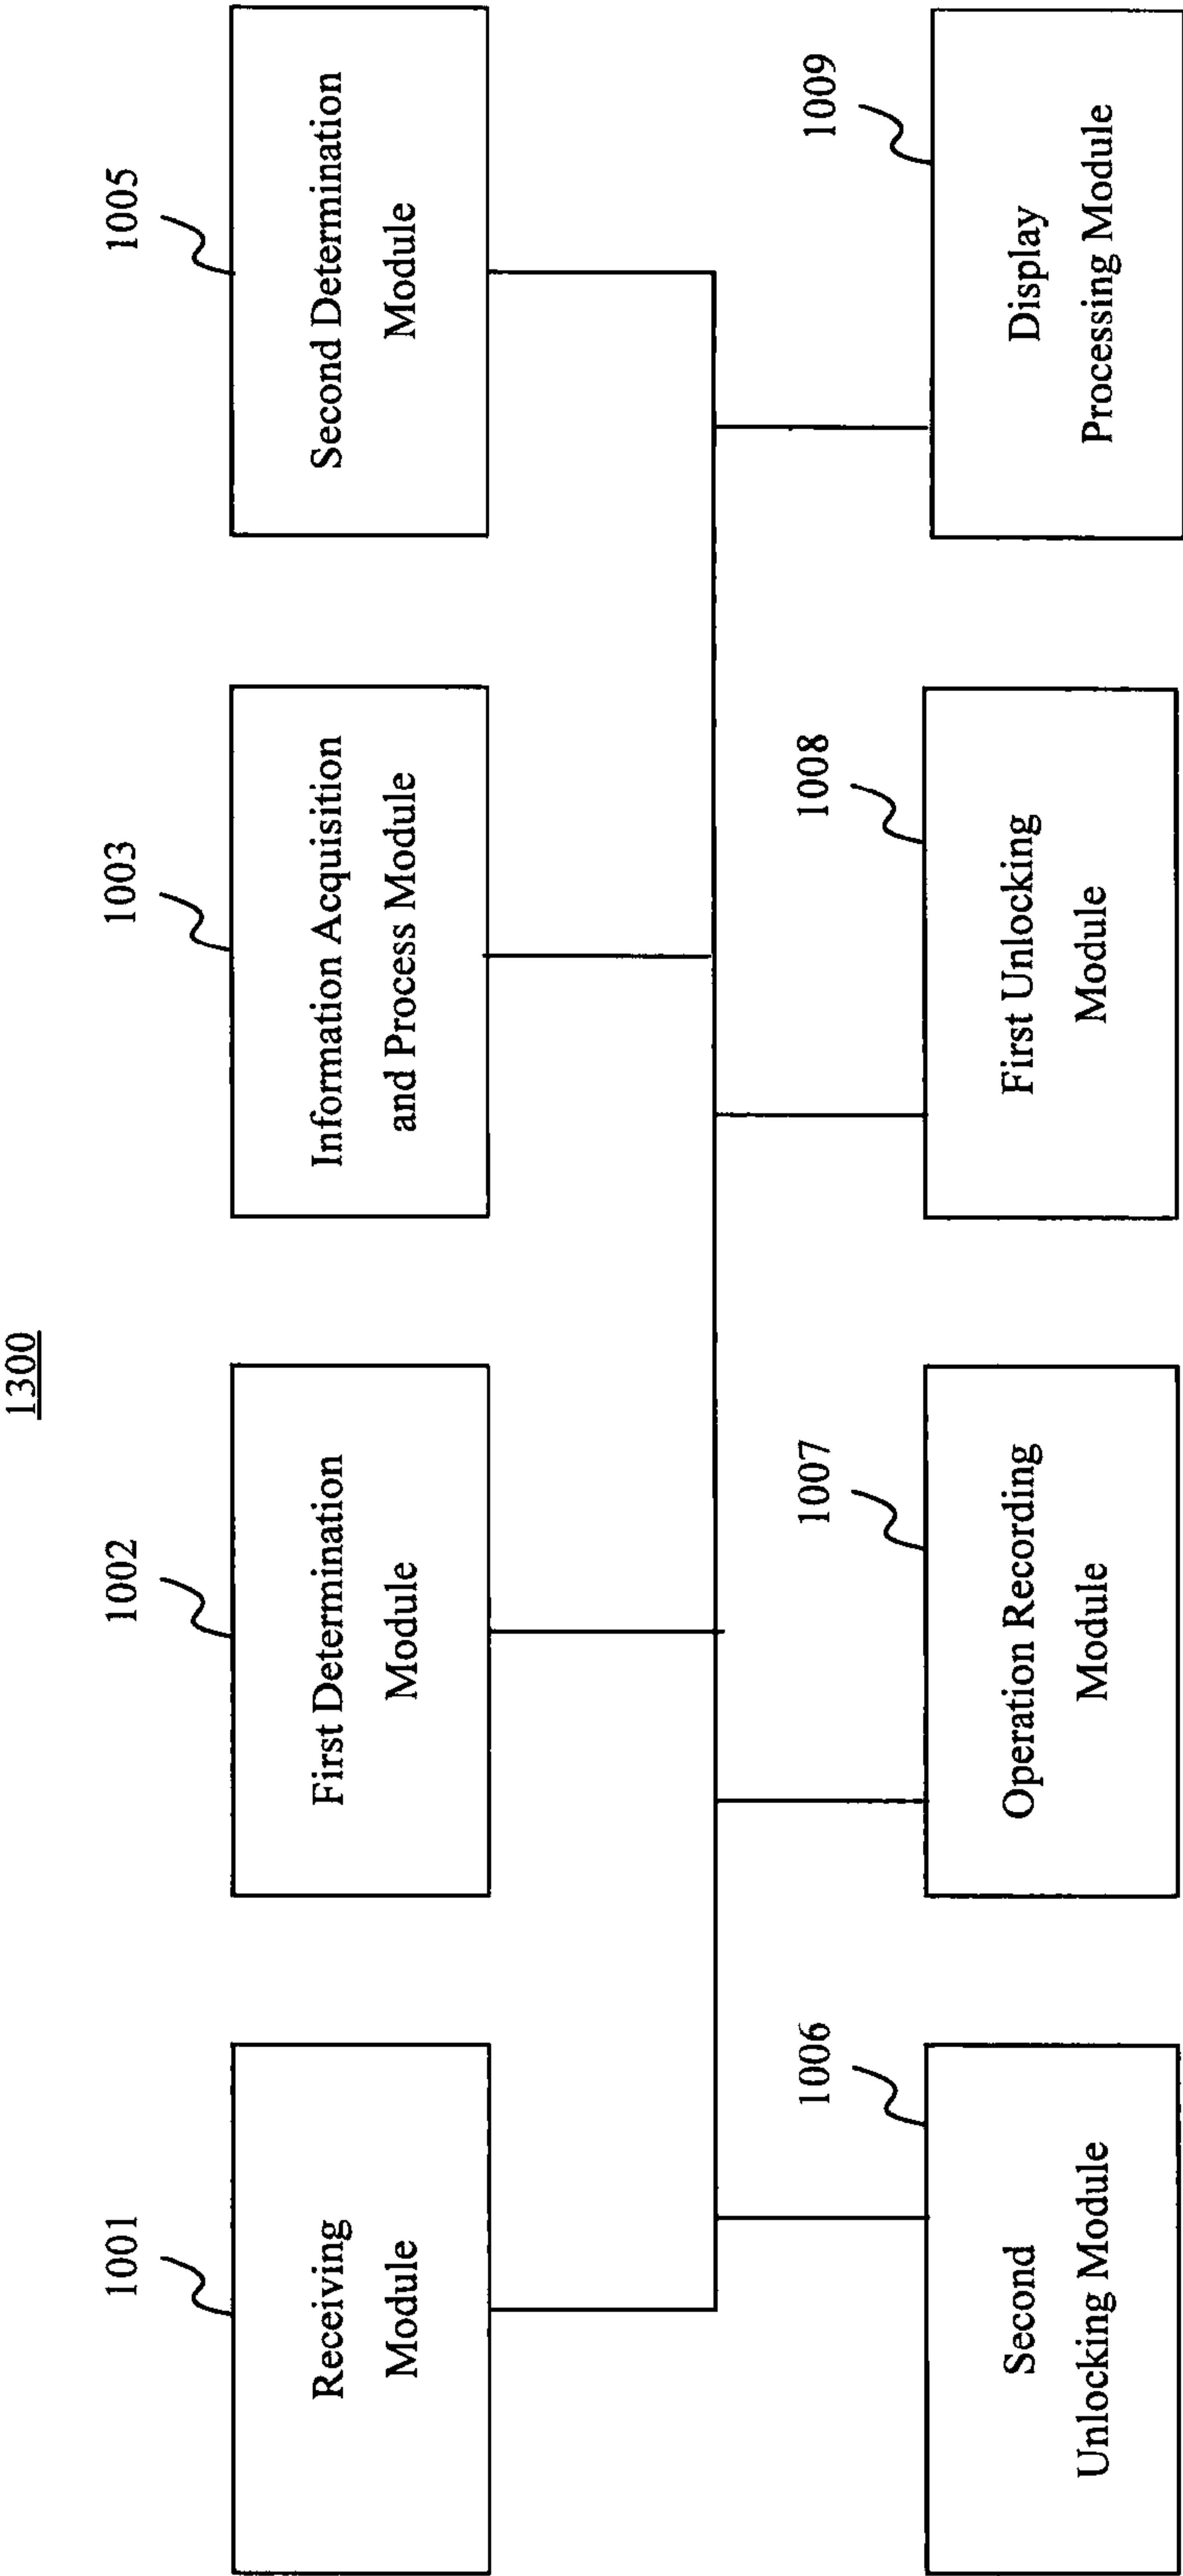 1300
1001
Receiving
Module
1002
First Determination
Module
1003
Information Acquisition
and Process Module
1005
Second Determination
Module
1006
Second
Unlocking Module
1007
Operation Recording
Module
1008
First Unlocking
Module
1009
Display
Processing Module